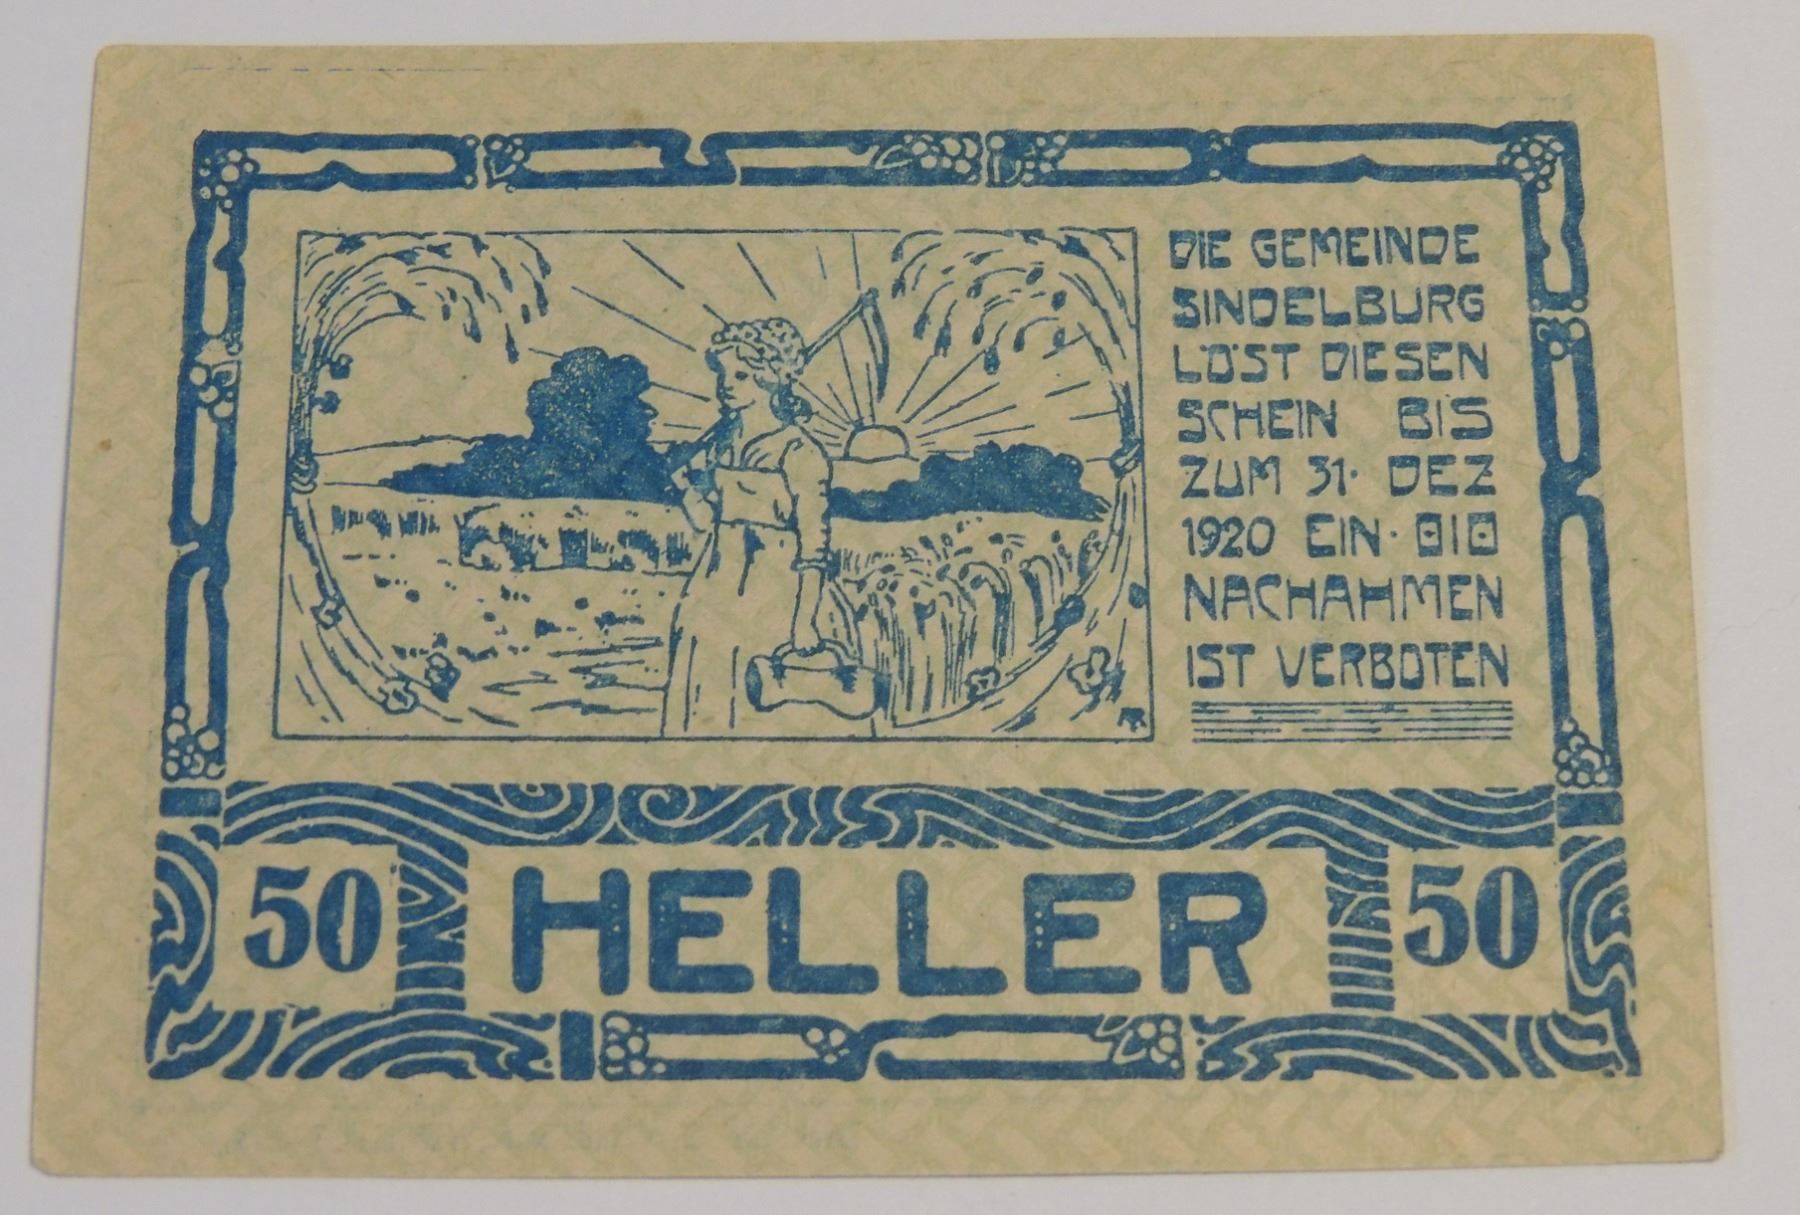 DIE GEMEINDE
SINDELBURG
LÖST DIESEN
SCHEIN BIS
ZUM 31. DEZ
1920 EIN.
NACHAHMEN
IST VERBOTEN
50 HELLER 50